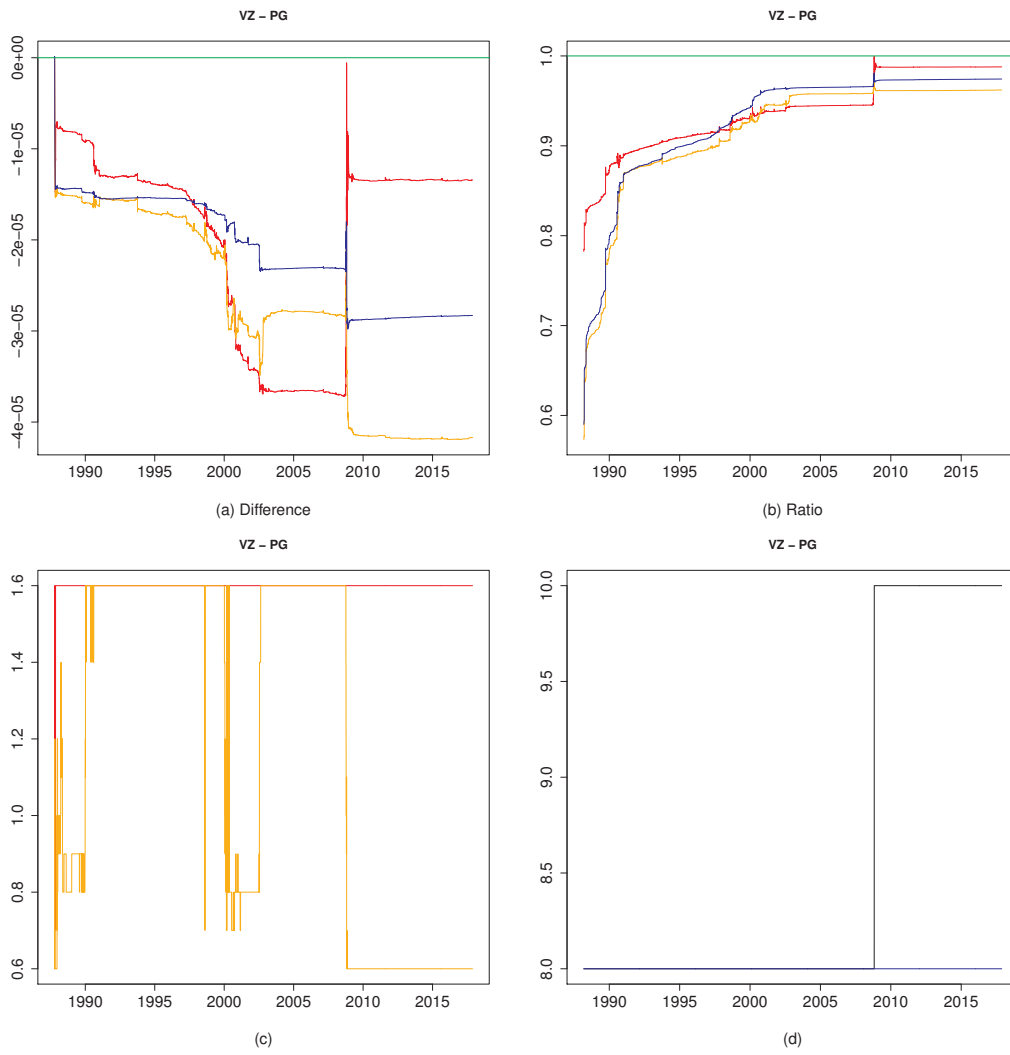 VZ − PG
0e+00
−1e−05
−2e−05
−3e−05
−4e−05
1990 1995 2000 2005 2010 2015
(a) Difference
VZ − PG
1.0
0.9
0.8
0.7
0.6
1990 1995 2000 2005 2010 2015
(b) Ratio
VZ − PG
1.6
1.4
1.2
1.0
0.8
0.6
1990 1995 2000 2005 2010 2015
(c)
VZ − PG
10.0
9.5
9.0
8.5
8.0
1990 1995 2000 2005 2010 2015
(d)